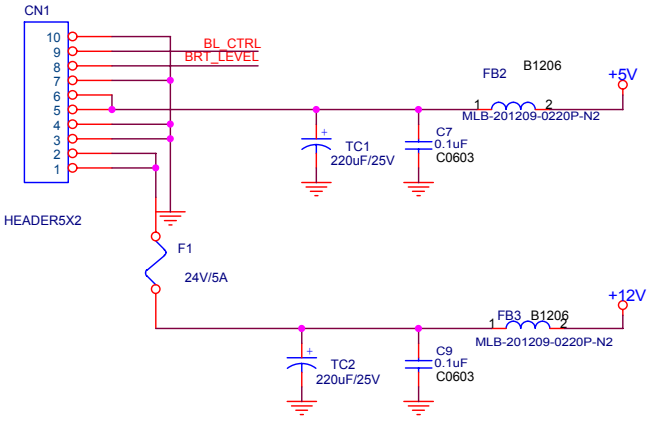 CN1
10
9
8
7
6
5
4
3
2
1
BL_CTRL
BRT_LEVEL
HEADER5X2
FB2
B1206
+5V
1
2
MLB-201209-0220P-N2
+
TC1
220uF/25V
C7
0.1uF
C0603
F1
24V/5A
+12V
FB3
B1206
1
2
MLB-201209-0220P-N2
+
TC2
220uF/25V
C9
0.1uF
C0603